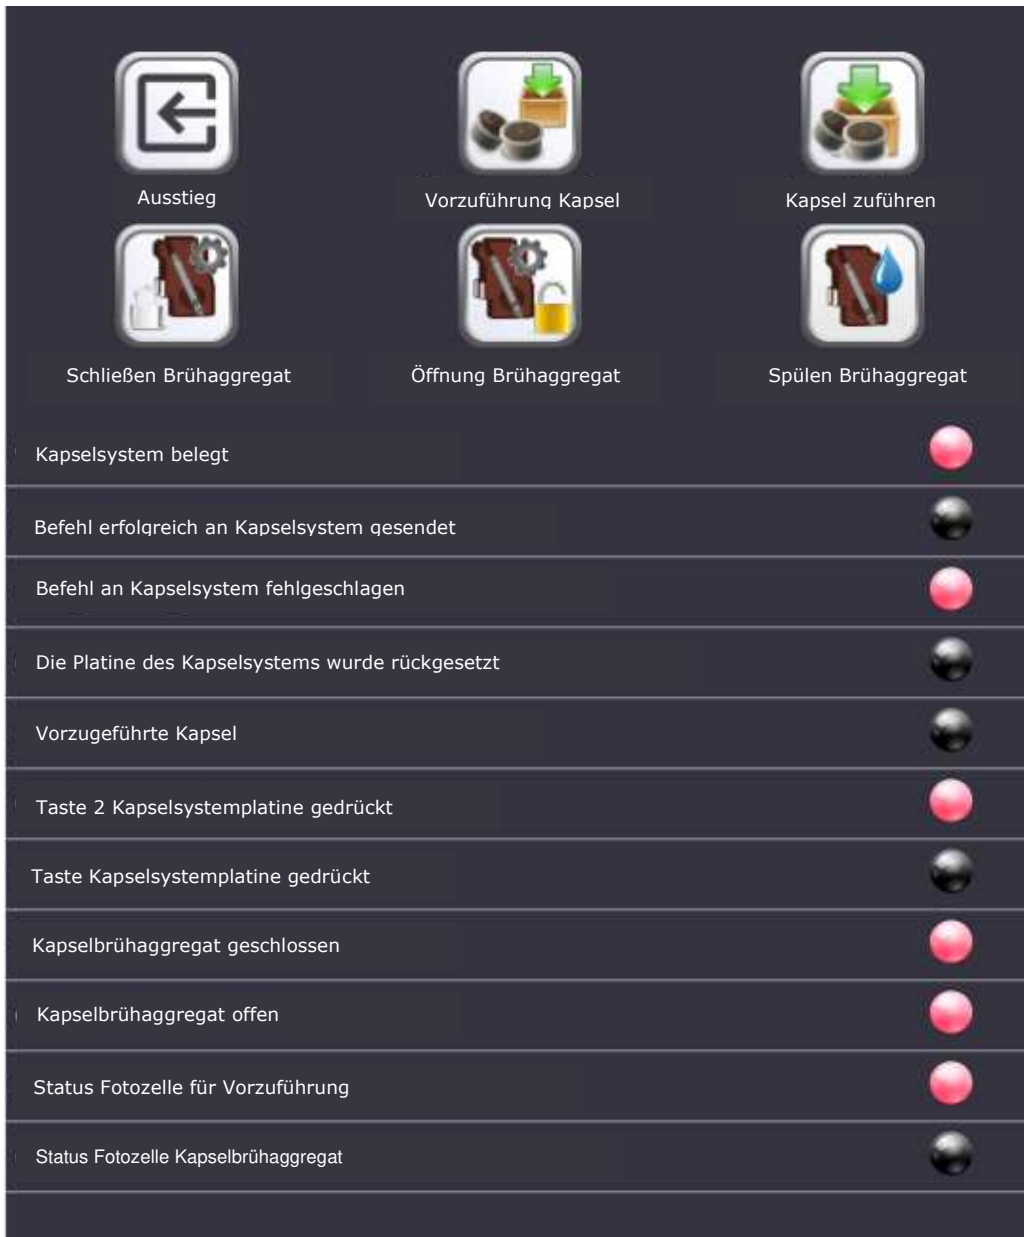 Ausstieg
Vorzuführung Kapsel
Kapsel zuführen
Schließen Brühaggregat
Öffnung Brühaggregat
Spülen Brühaggregat
Kapselsystem belegt
Befehl erfolgreich an Kapselsystem gesendet
Befehl an Kapselsystem fehlgeschlagen
Die Platine des Kapselsystems wurde rückgesetzt
Vorzugeführte Kapsel
Taste 2 Kapselsystemplatine gedrückt
Taste Kapselsystemplatine gedrückt
Kapselbrühaggregat geschlossen
Kapselbrühaggregat offen
Status Fotozelle für Vorzuführung
Status Fotozelle Kapselbrühaggregat